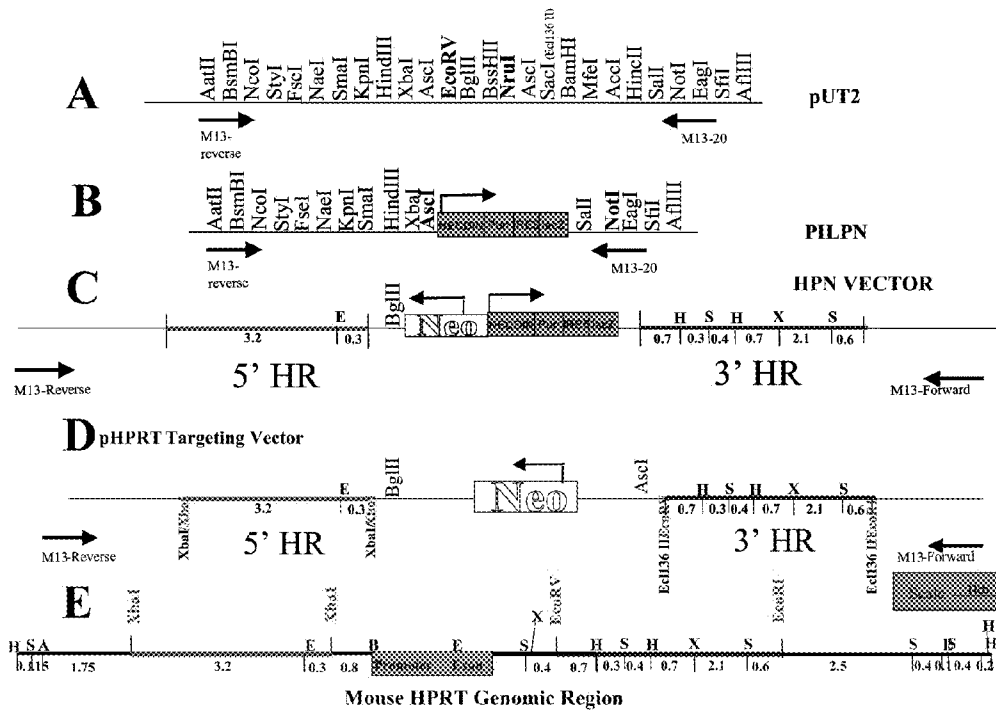 A
AatII BsmBI NcoI StyI FscI NaeI SmaI KpnI HindIII XbaI AscI EcoRV BglII BssHII NruI AscI SacI (Ecl136 II) BamHI MfeI AccI HincII SalI NotI EagI SfiI AflIII
pUT2
M13-reverse
M13-20
B
AatII BsmBI NcoI StyI FseI NaeI KpnI SmaI HindIII XbaI AscI SalI NotI EagI SfiI AflIII
PILPN
M13-reverse
M13-20
C
HPN VECTOR
BglII
Neo
E
H S H X S
3.2 0.3
0.7 0.3 0.4 0.7 2.1 0.6
5' HR
3' HR
M13-Reverse
M13-Forward
D
pHPRT Targeting Vector
BglII
Neo
AscI
E
H S H X S
3.2 0.3
0.7 0.3 0.4 0.7 2.1 0.6
5' HR
3' HR
M13-Reverse
M13-Forward
E
EcoRV
EcoRI
X
H S A E B E S H S H X S S S H H
1.75 3.2 0.3 0.8 0.4 0.7 0.3 0.4 0.7 2.1 0.6 2.5 0.4 0.1 0.4 0.2
Promoter
Mouse HPRT Genomic Region